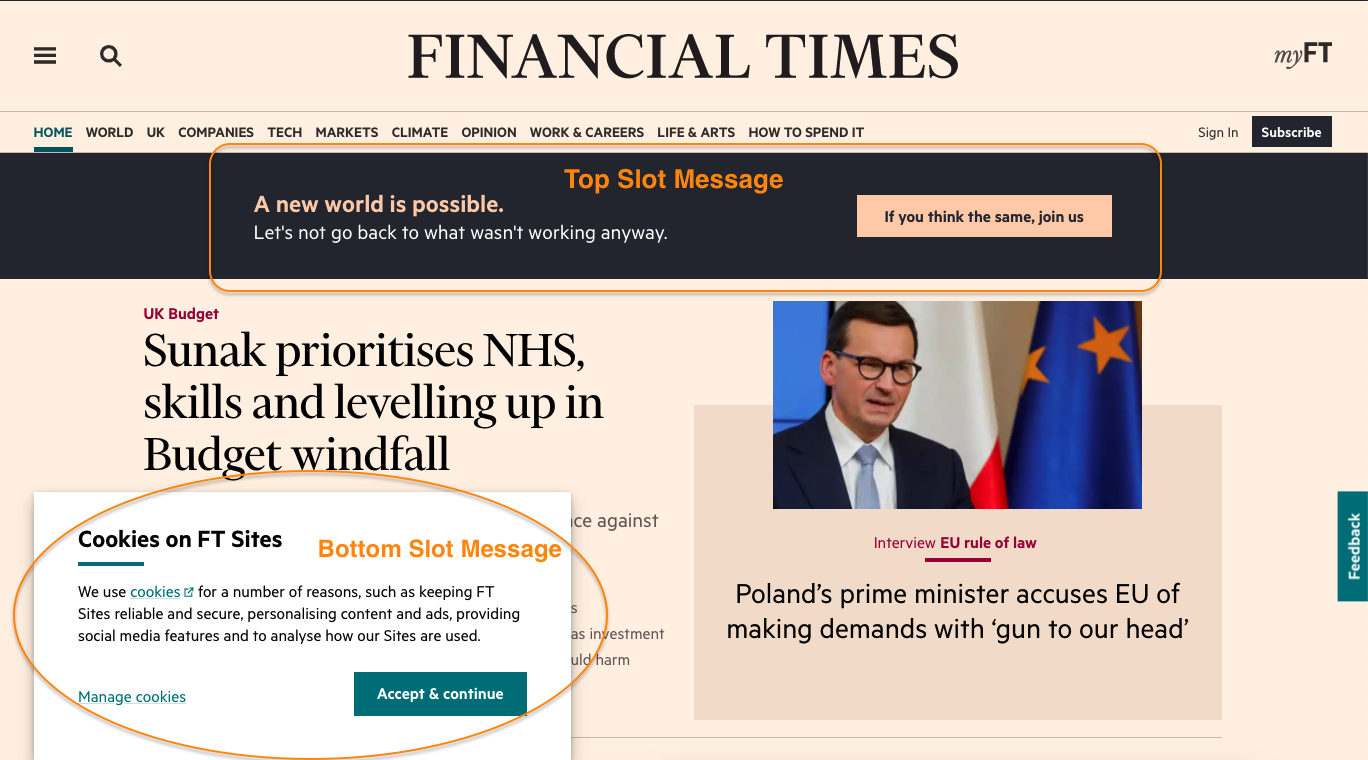 FINANCIAL TIMES
myFT
HOME WORLD UK COMPANIES TECH MARKETS CLIMATE OPINION WORK & CAREERS LIFE & ARTS HOW TO SPEND IT
Sign In Subscribe
Top Slot Message
A new world is possible.
Let's not go back to what wasn't working anyway.
If you think the same, join us
UK Budget
Sunak prioritises NHS,
skills and levelling up in
Budget windfall
against
Cookies on FT Sites
Bottom Slot Message
We use cookies for a number of reasons, such as keeping FT
Sites reliable and secure, personalising content and ads, providing
social media features and to analyse how our Sites are used.
Manage cookies
Accept & continue
as investment
harm
Interview EU rule of law
Poland’s prime minister accuses EU of
making demands with ‘gun to our head’
Feedback